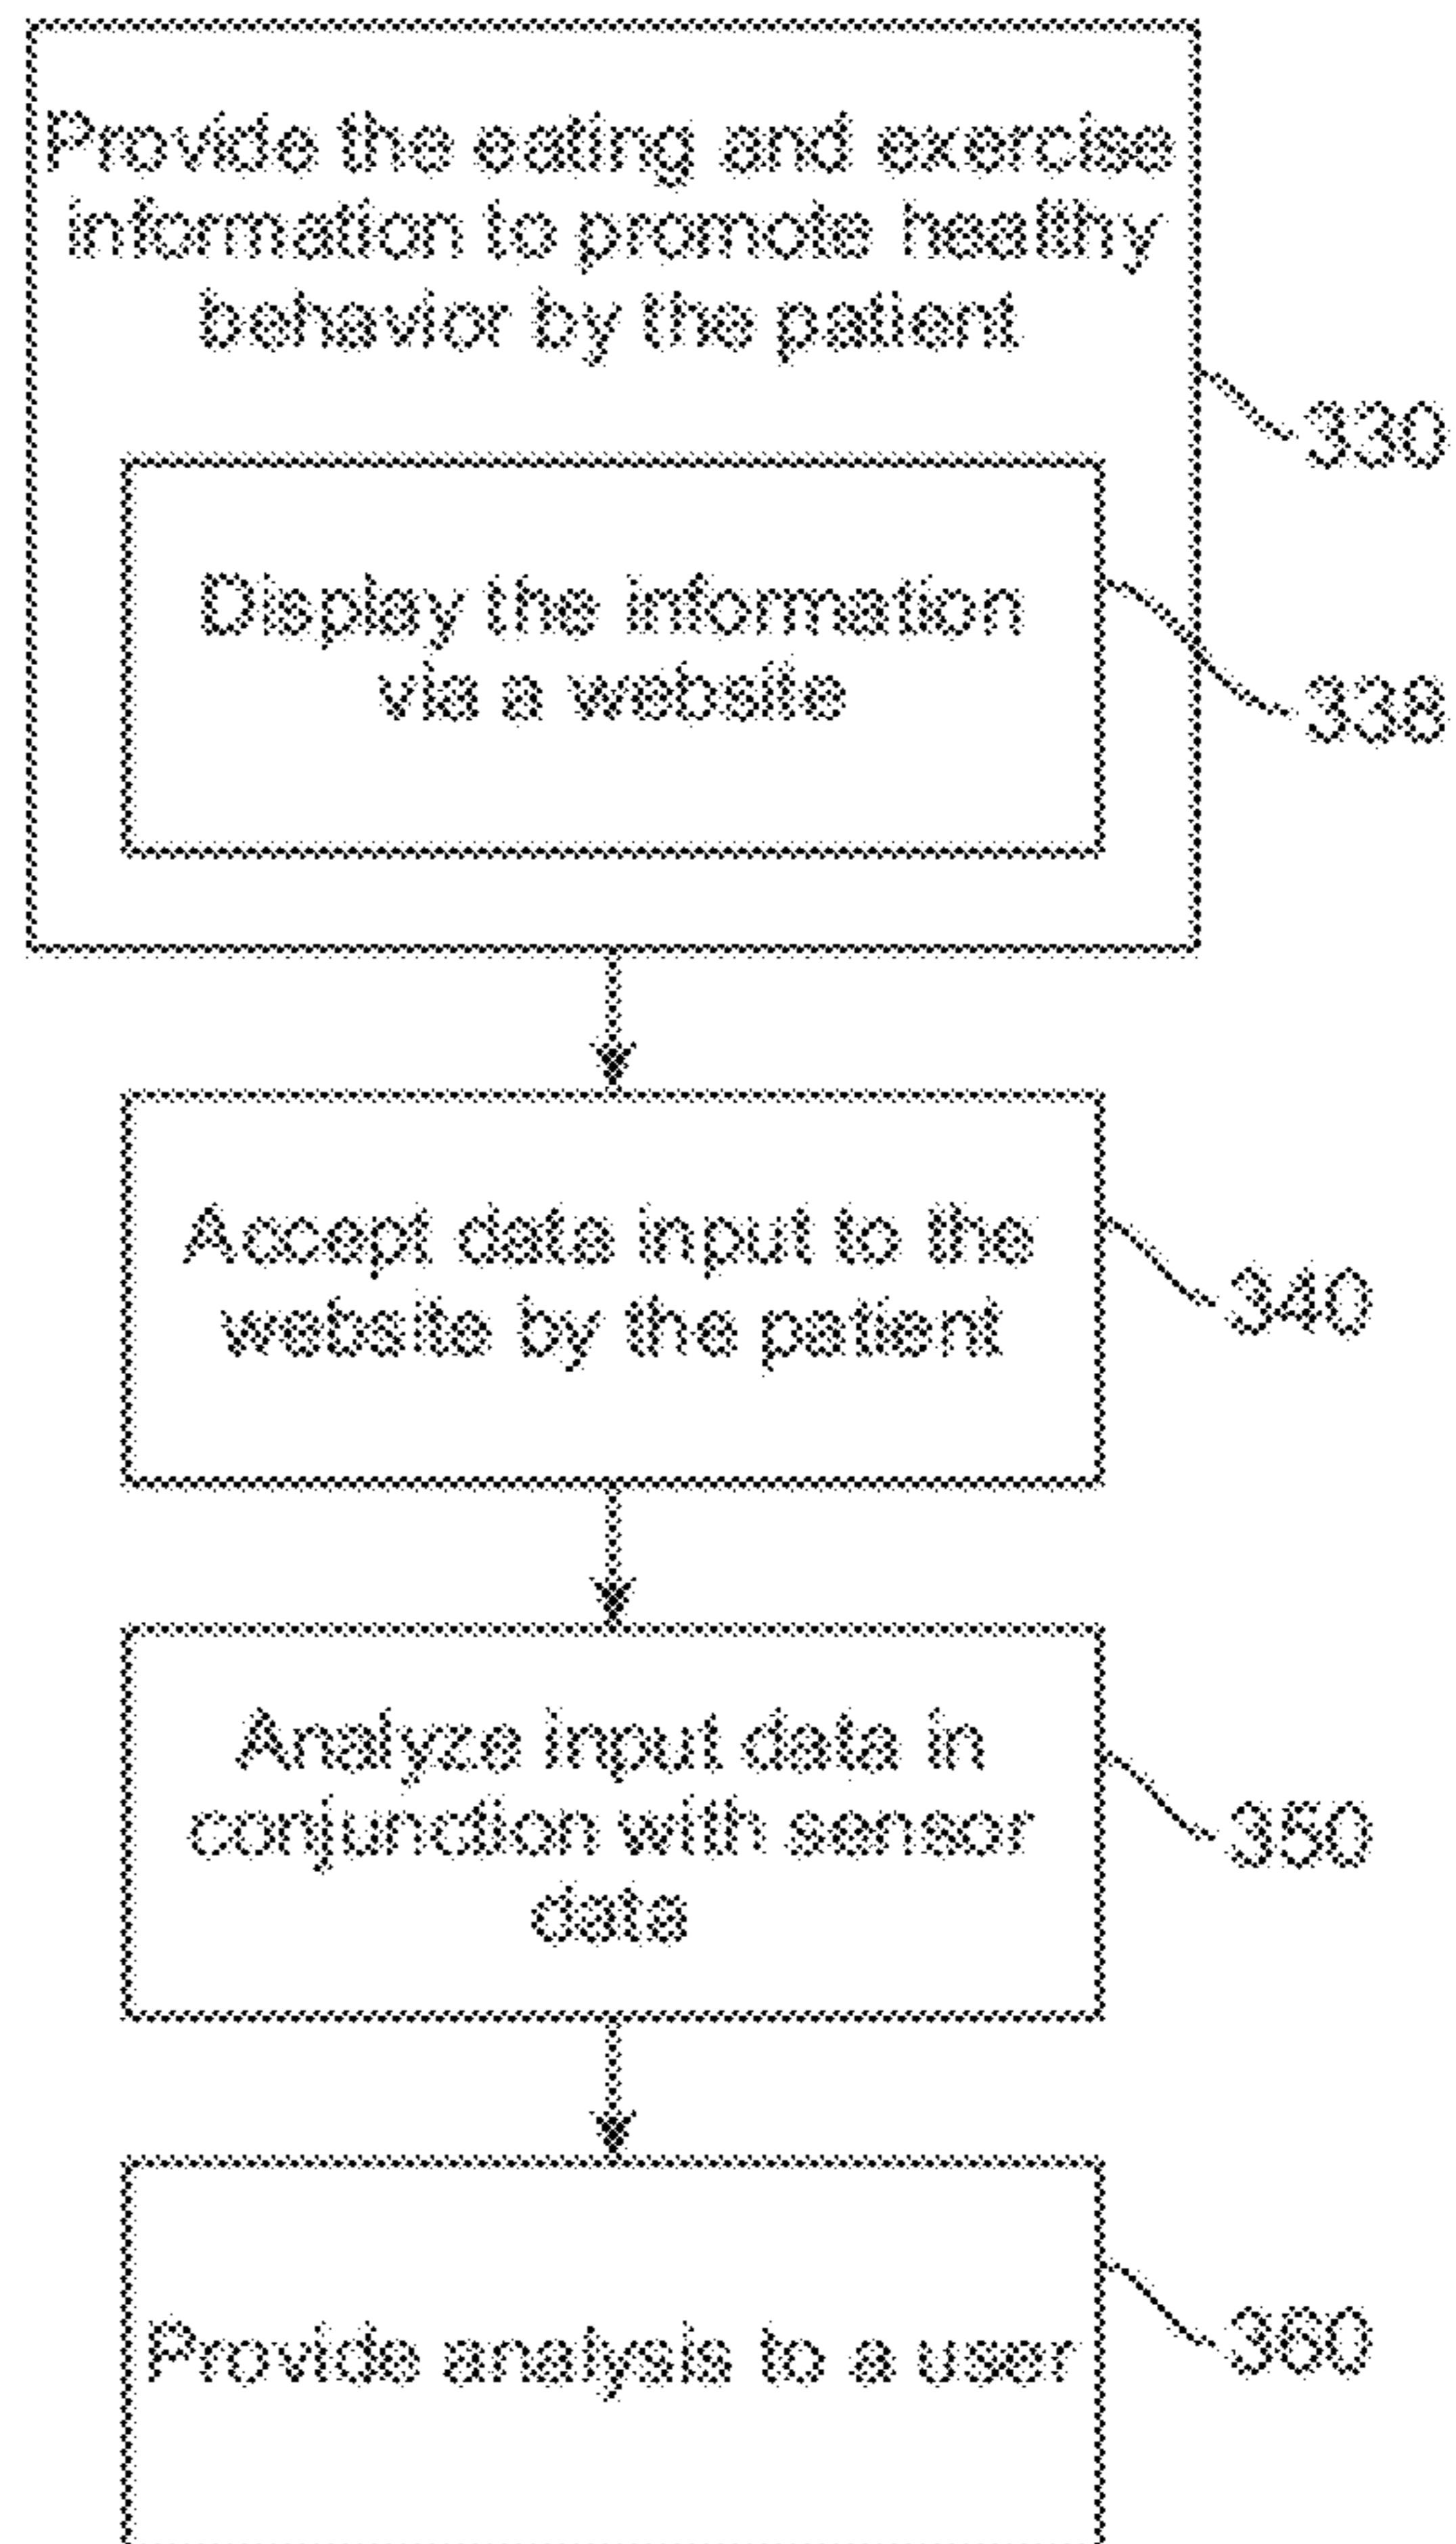 Provide the eating and exercise
information to promote healthy
behavior by the patient
330
Display the information
via a website
338
Accept data input to the
website by the patient
340
Analyze input data in
conjunction with sensor
data
350
Provide analysis to a user
360